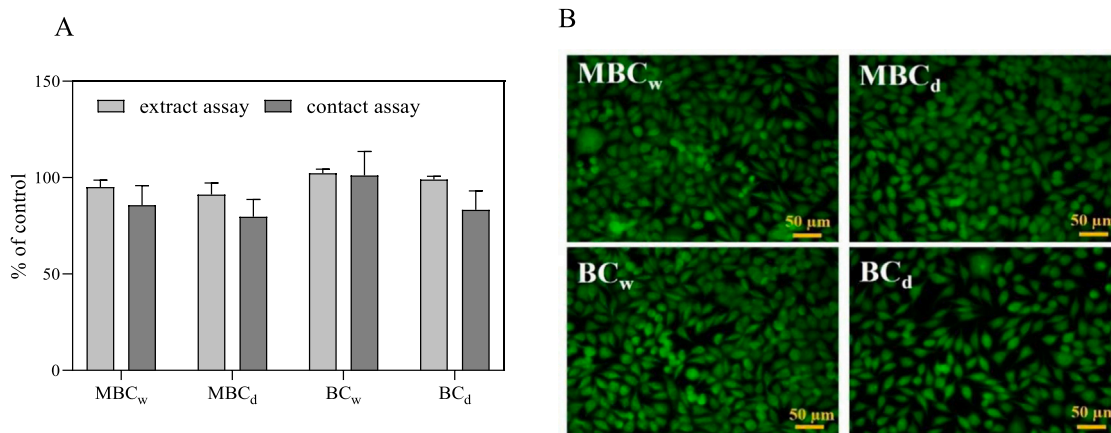 A
B
150
extract assay contact assay
100
% of control
50
0
MBCw MBCd BCw BCd
MBCw MBCd
50 μm 50 μm
BCw BCd
50 μm 50 μm